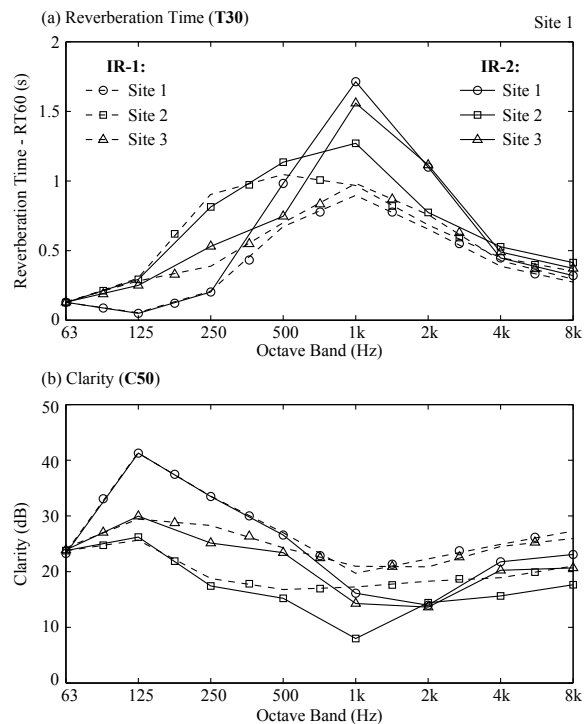 (a) Reverberation Time (T30)
Site 1
2
1.5
1
0.5
0
Reverberation Time - RT60 (s)
IR-1:
Site 1
Site 2
Site 3
IR-2:
Site 1
Site 2
Site 3
63 125 250 500 1k 2k 4k 8k
Octave Band (Hz)
(b) Clarity (C50)
50
40
30
20
10
0
Clarity (dB)
63 125 250 500 1k 2k 4k 8k
Octave Band (Hz)